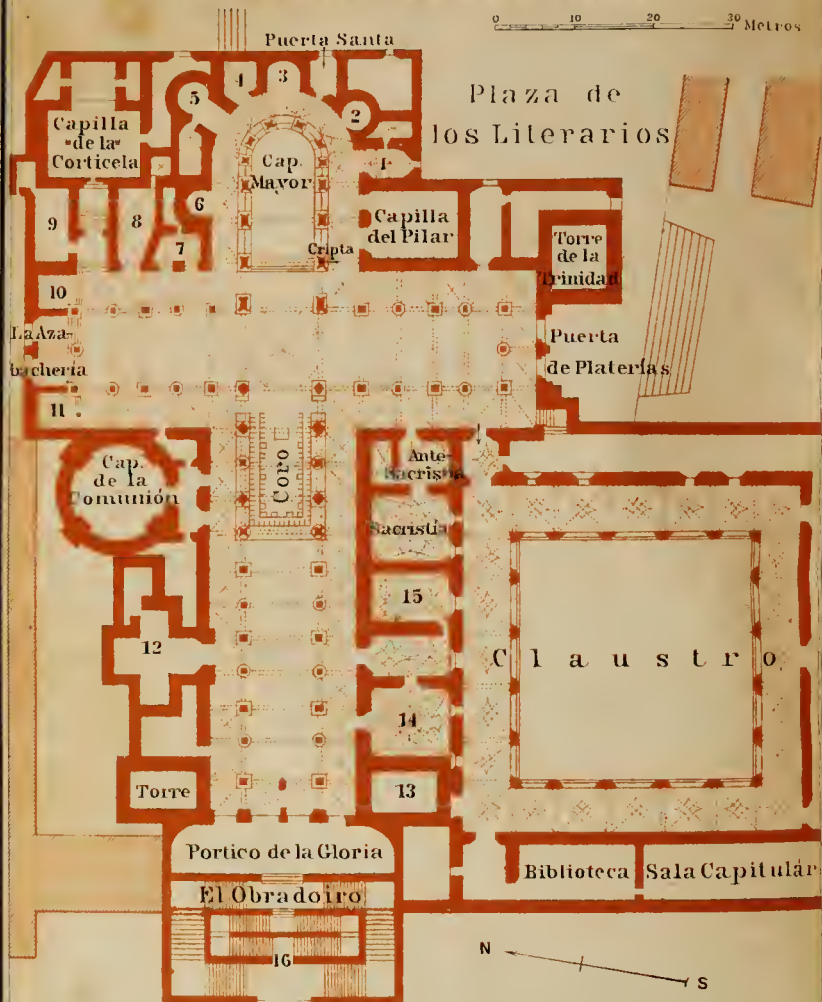 0 10 20 30 Metros
Puerta Santa
Plaza de
los Literarios
4
3
5
2
1
Capilla
de la
Corticela
Cap.
Mayor
9
8
6
7
Cripta
Capilla
del Pilar
Torre
de la
Trinidad
10
La Aza-
bachería
11
Puerta
de Platerías
Cap.
de la
Comunión
Coro
Ante-
Sacristía
Sacristía
15
12
Claustro
14
13
Torre
Portico de la Gloria
El Obradoiro
16
Biblioteca
Sala Capitulár
N
S